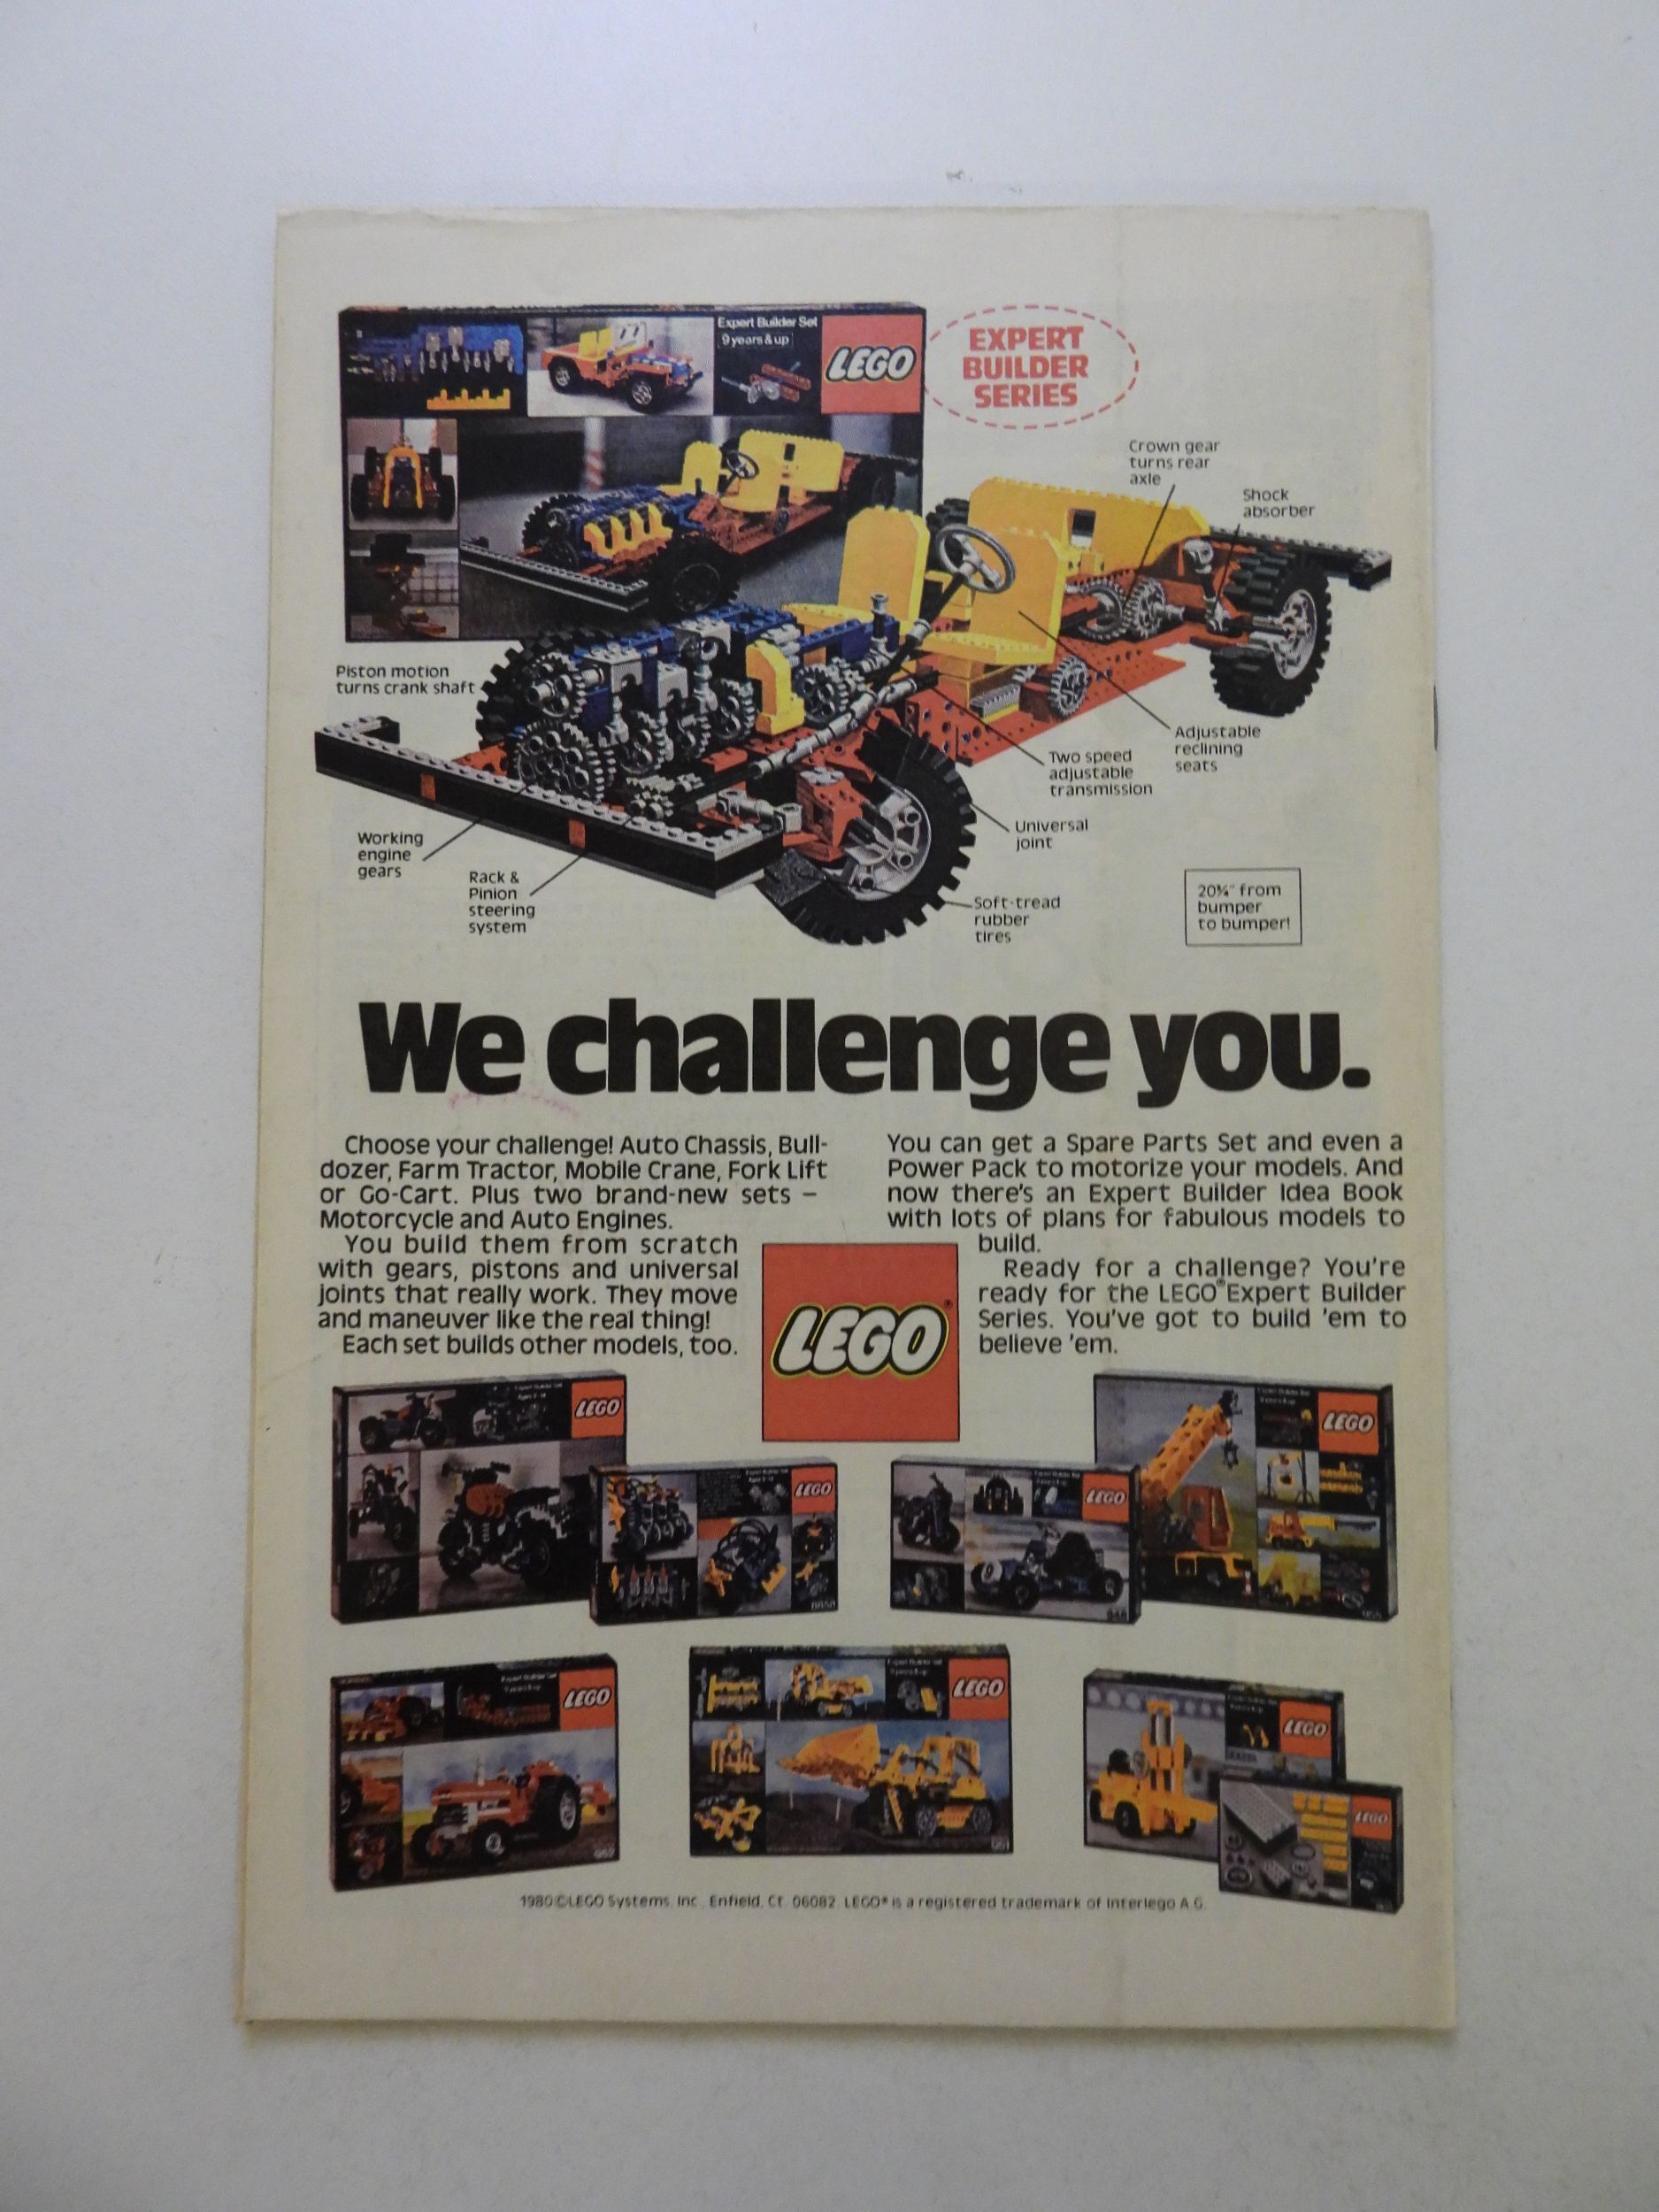 Expert Builder Set
9 years & up
LEGO
EXPERT
BUILDER
SERIES
Crown gear
turns rear
axle
Shock
absorber
Piston motion
turns crank shaft
Adjustable
reclining
seats
Two speed
adjustable
transmission
Universal
joint
Working
engine
gears
Rack &
Pinion
steering
system
Soft-tread
rubber
tires
20¾" from
bumper
to bumper!
We challenge you.
Choose your challenge! Auto Chassis, Bull-
dozer, Farm Tractor, Mobile Crane, Fork Lift
or Go-Cart. Plus two brand-new sets –
Motorcycle and Auto Engines.
You build them from scratch
with gears, pistons and universal
joints that really work. They move
and maneuver like the real thing!
Each set builds other models, too.
You can get a Spare Parts Set and even a
Power Pack to motorize your models. And
now there's an Expert Builder Idea Book
with lots of plans for fabulous models to
build.
Ready for a challenge? You're
ready for the LEGO® Expert Builder
Series. You've got to build 'em to
believe 'em.
LEGO®
LEGO
LEGO
LEGO
LEGO
LEGO
LEGO
LEGO
LEGO
1980 © LEGO Systems, Inc., Enfield, Ct. 06082 LEGO® is a registered trademark of Interlego A.G.